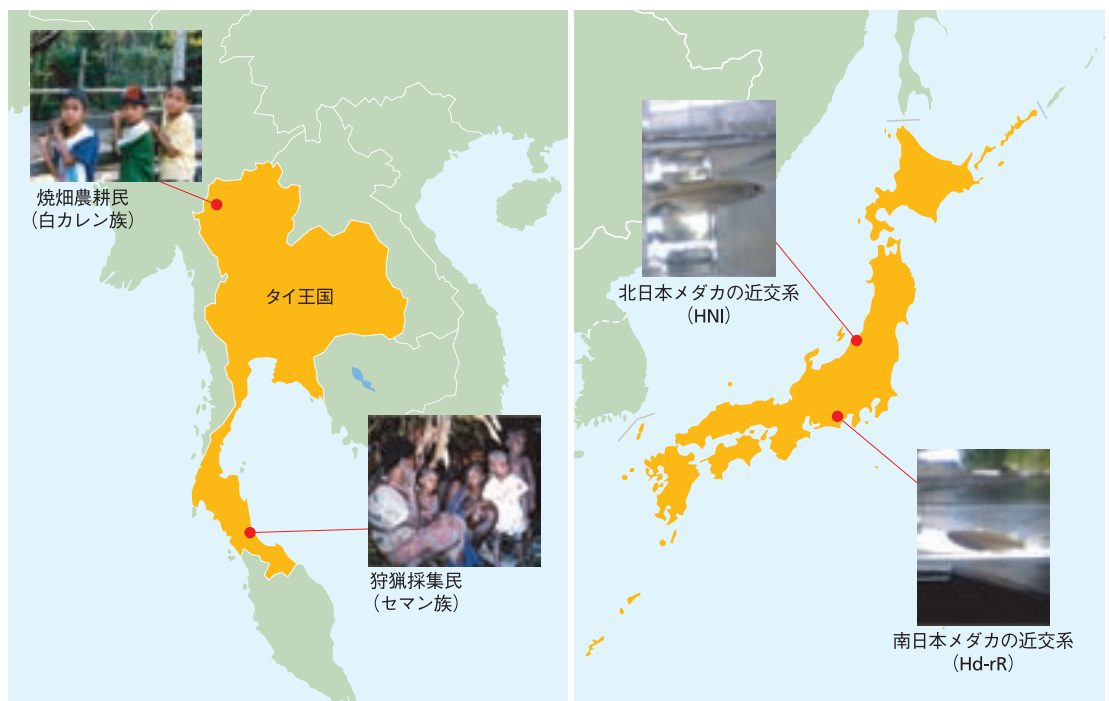 焼畑農耕民
（白カレン族）
タイ王国
狩猟採集民
（セマン族）
北日本メダカの近交系
（HNI）
南日本メダカの近交系
（Hd-rR）